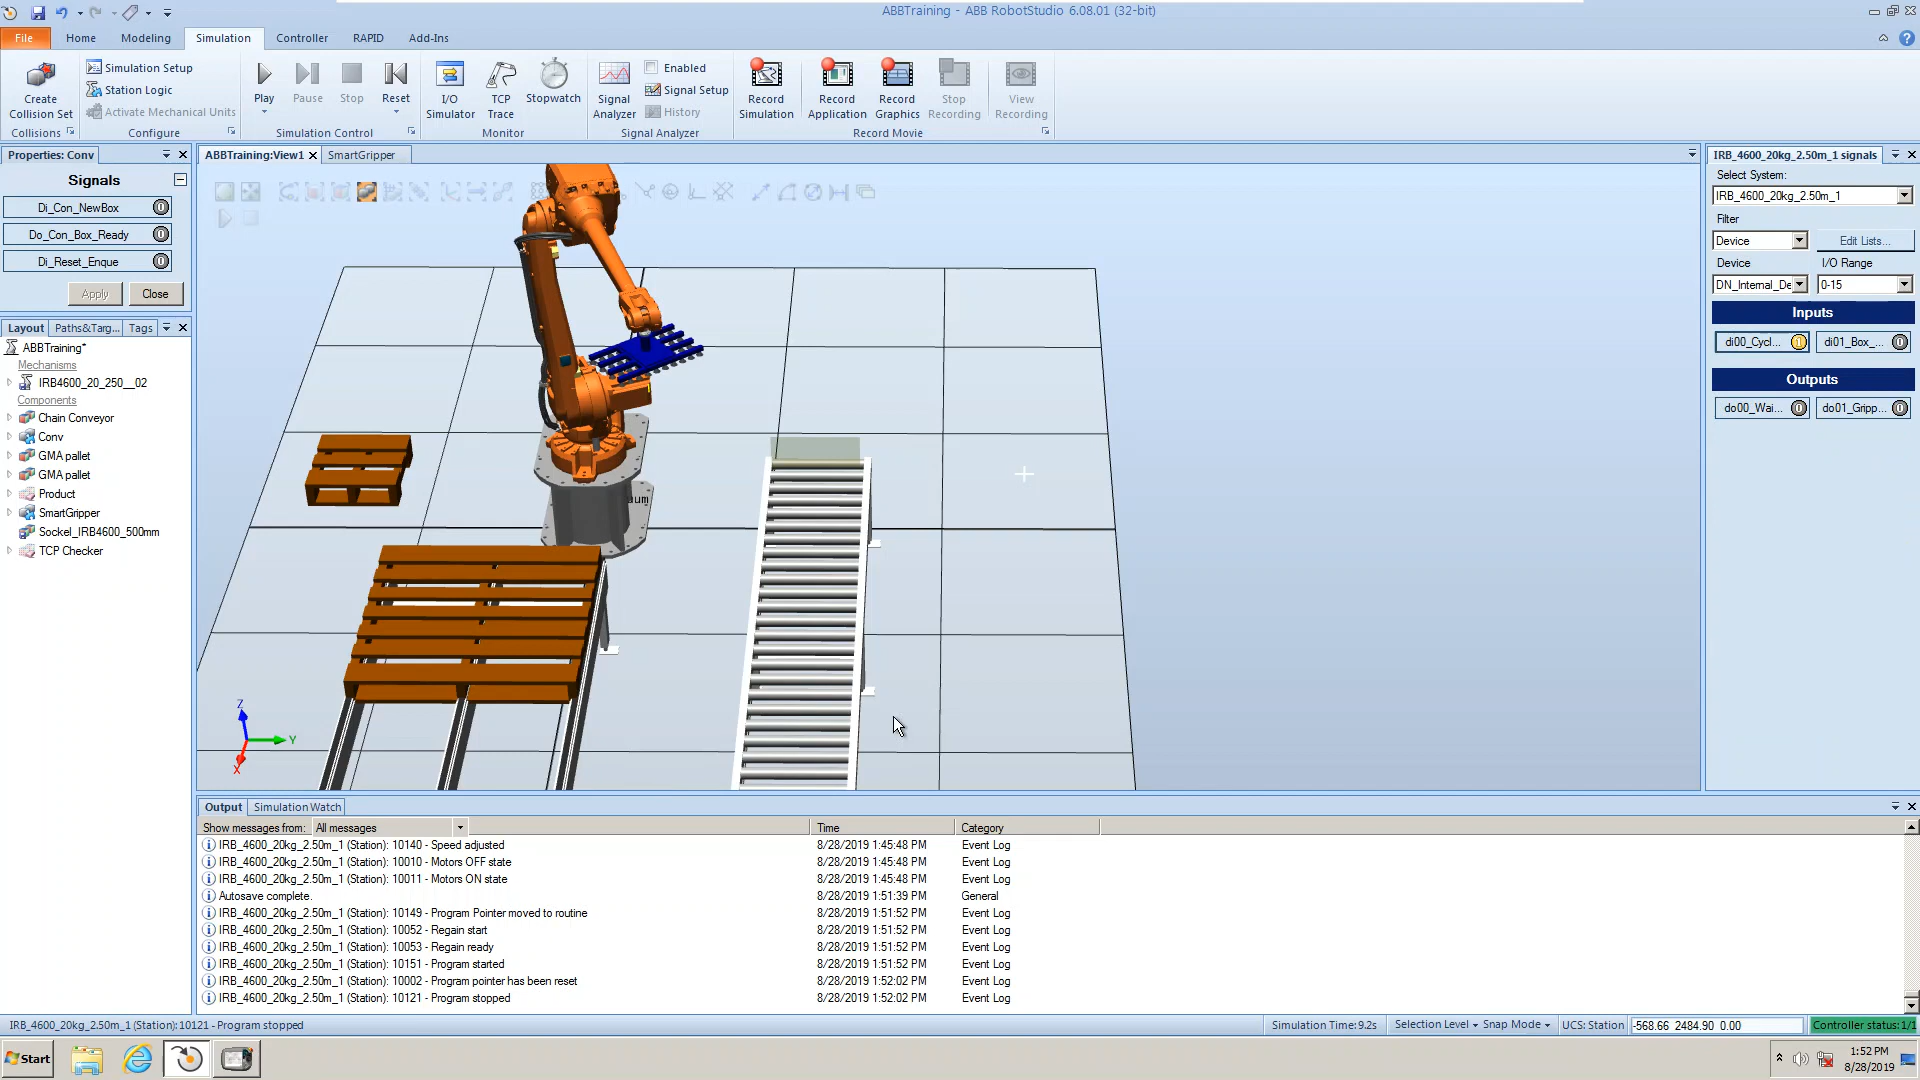 ABBTraining - ABB RobotStudio 6.08.01 (32-bit)
File Home Modeling Simulation Controller RAPID Add-Ins
Create Collision Set
Simulation Setup
Station Logic
Activate Mechanical Units
Play Pause Stop Reset
I/O Simulator
TCP Trace
Stopwatch
Signal Analyzer
Enabled
Signal Setup
History
Record Simulation
Record Application
Record Graphics
Stop Recording
View Recording
Collisions Configure Simulation Control Monitor Signal Analyzer Record Movie
Properties: Conv
Signals
Di_Con_NewBox 0
Do_Con_Box_Ready 0
Di_Reset_Enque 0
Apply Close
Layout Paths&Targ... Tags
ABBTraining*
Mechanisms
IRB4600_20_250__02
Components
Chain Conveyor
Conv
GMA pallet
GMA pallet
Product
SmartGripper
Sockel_IRB4600_500mm
TCP Checker
ABBTraining:View1 SmartGripper
aum
Z
Y
X
IRB_4600_20kg_2.50m_1 signals
Select System:
IRB_4600_20kg_2.50m_1
Filter
Device Edit Lists...
Device I/O Range
DN_Internal_De 0-15
Inputs
di00_Cycl... 1 di01_Box_... 0
Outputs
do00_Wai... 0 do01_Gripp... 0
Output Simulation Watch
Show messages from: All messages Time Category
IRB_4600_20kg_2.50m_1 (Station): 10140 - Speed adjusted 8/28/2019 1:45:48 PM Event Log
IRB_4600_20kg_2.50m_1 (Station): 10010 - Motors OFF state 8/28/2019 1:45:48 PM Event Log
IRB_4600_20kg_2.50m_1 (Station): 10011 - Motors ON state 8/28/2019 1:45:48 PM Event Log
Autosave complete. 8/28/2019 1:51:39 PM General
IRB_4600_20kg_2.50m_1 (Station): 10149 - Program Pointer moved to routine 8/28/2019 1:51:52 PM Event Log
IRB_4600_20kg_2.50m_1 (Station): 10052 - Regain start 8/28/2019 1:51:52 PM Event Log
IRB_4600_20kg_2.50m_1 (Station): 10053 - Regain ready 8/28/2019 1:51:52 PM Event Log
IRB_4600_20kg_2.50m_1 (Station): 10151 - Program started 8/28/2019 1:51:52 PM Event Log
IRB_4600_20kg_2.50m_1 (Station): 10002 - Program pointer has been reset 8/28/2019 1:52:02 PM Event Log
IRB_4600_20kg_2.50m_1 (Station): 10121 - Program stopped 8/28/2019 1:52:02 PM Event Log
IRB_4600_20kg_2.50m_1 (Station): 10121 - Program stopped Simulation Time: 9.2s Selection Level Snap Mode UCS: Station -568.66 2484.90 0.00 Controller status: 1/1
Start
1:52 PM
8/28/2019